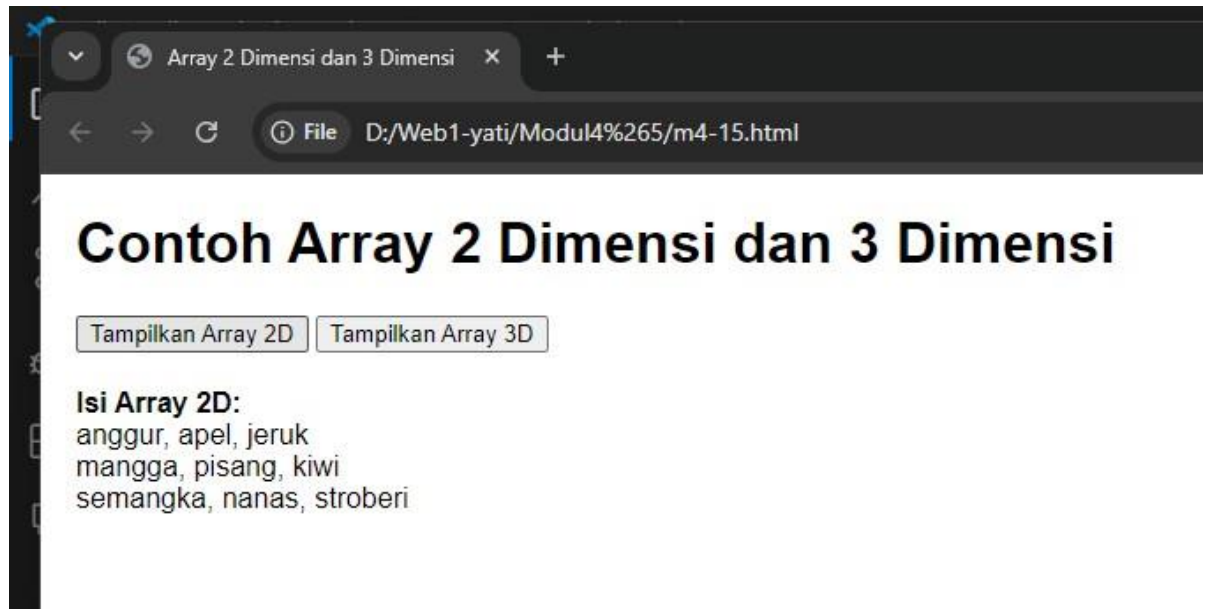 Array 2 Dimensi dan 3 Dimensi
File D:/Web1-yati/Modul4%265/m4-15.html
Contoh Array 2 Dimensi dan 3 Dimensi
Tampilkan Array 2D Tampilkan Array 3D
Isi Array 2D:
anggur, apel, jeruk
mangga, pisang, kiwi
semangka, nanas, stroberi